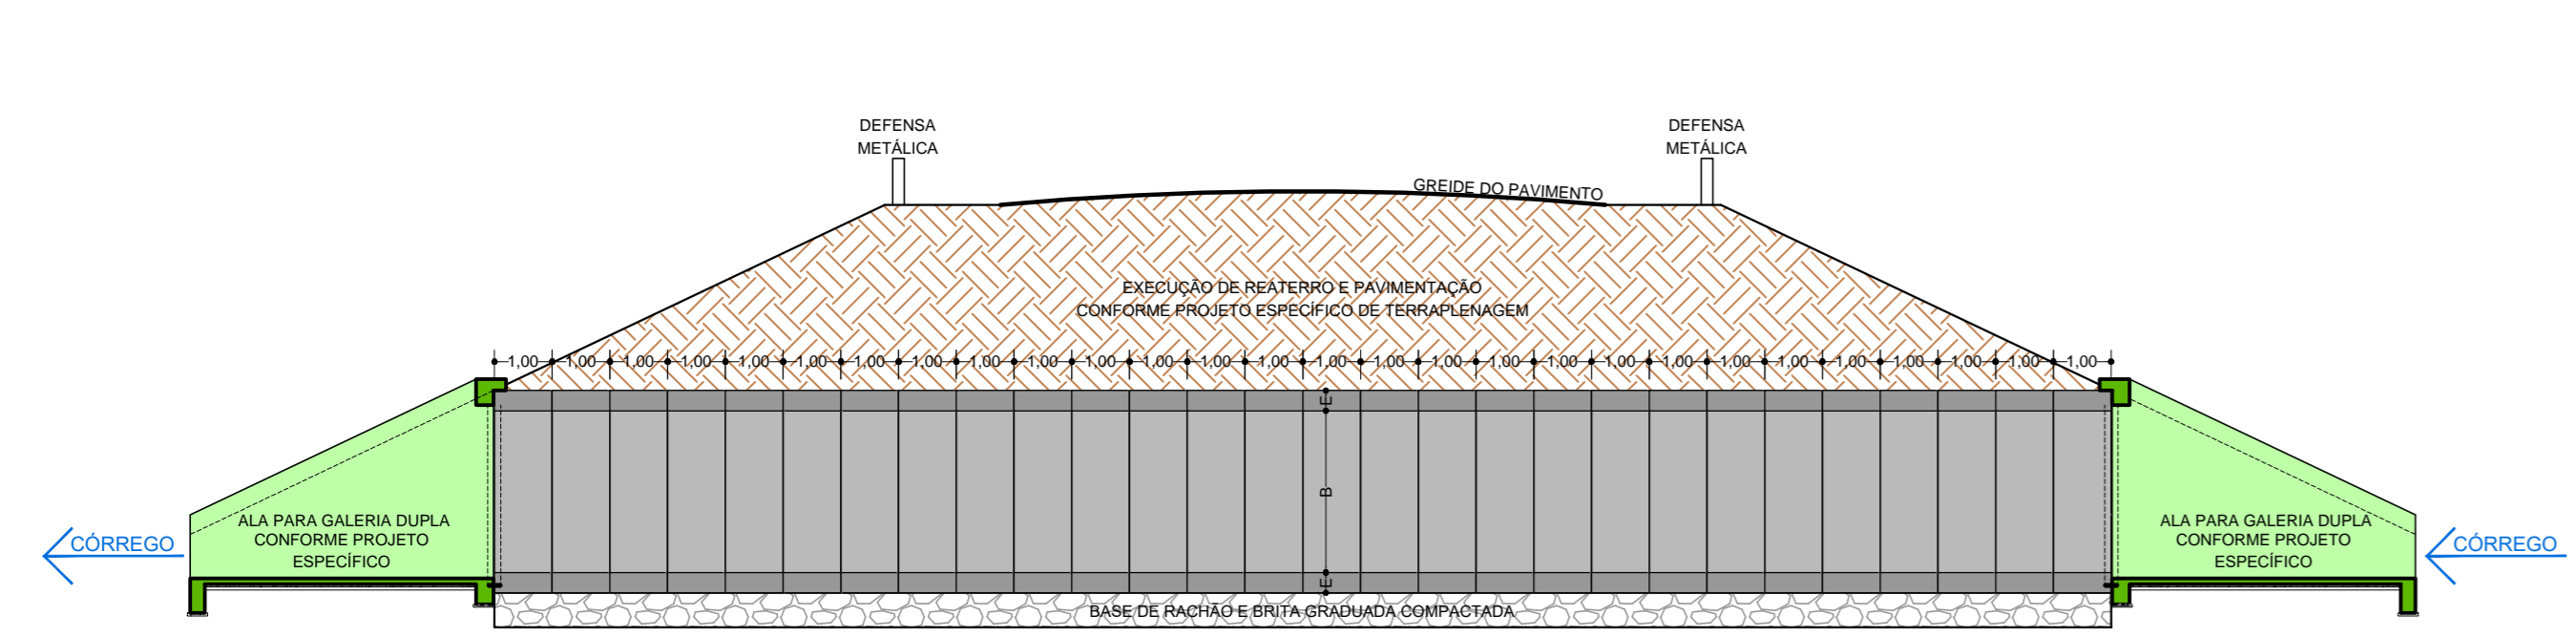 DEFENSA
METÁLICA
DEFENSA
METÁLICA
GREIDE DO PAVIMENTO
EXECUÇÃO DE REATERRO E PAVIMENTAÇÃO
CONFORME PROJETO ESPECÍFICO DE TERRAPLENAGEM
1,00 1,00 1,00 1,00 1,00 1,00 1,00 1,00 1,00 1,00 1,00 1,00 1,00 1,00 1,00 1,00 1,00 1,00 1,00 1,00 1,00 1,00 1,00 1,00 1,00 1,00 1,00 1,00
E
B
E
CÓRREGO
ALA PARA GALERIA DUPLA
CONFORME PROJETO
ESPECÍFICO
ALA PARA GALERIA DUPLA
CONFORME PROJETO
ESPECÍFICO
CÓRREGO
BASE DE RACHÃO E BRITA GRADUADA COMPACTADA